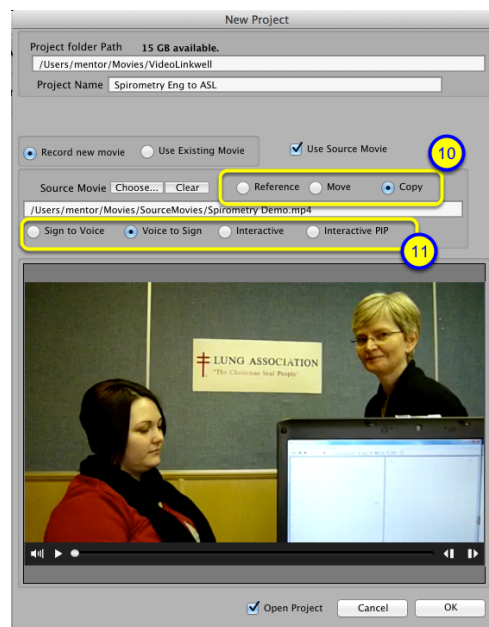 New Project
Project folder Path 15 GB available.
/Users/mentor/Movies/VideoLinkwell
Project Name Spirometry Eng to ASL
Record new movie Use Existing Movie Use Source Movie
10
Source Movie Choose... Clear Reference Move Copy
/Users/mentor/Movies/SourceMovies/Spirometry Demo.mp4
Sign to Voice Voice to Sign Interactive Interactive PIP
11
LUNG ASSOCIATION
"The Christmas Seal People"
Open Project Cancel OK